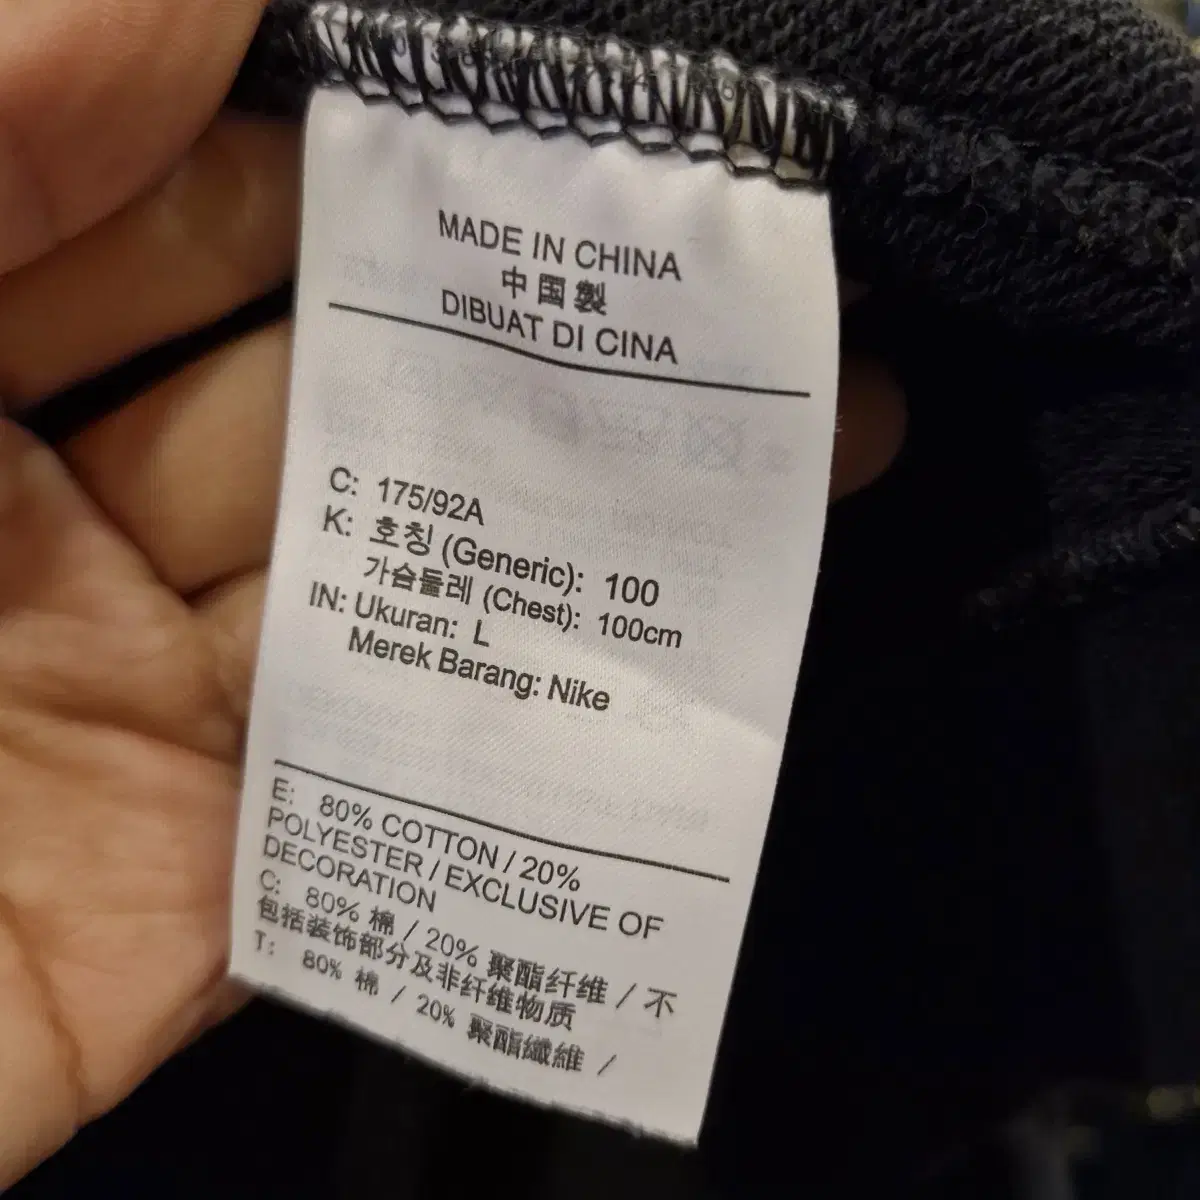 MADE IN CHINA
中国製
DIBUAT DI CINA
C: 175/92A
K: 호칭 (Generic): 100
가슴둘레 (Chest): 100cm
IN: Ukuran: L
Merek Barang: Nike
E: 80% COTTON / 20%
POLYESTER / EXCLUSIVE OF
DECORATION
C: 80% 棉 / 20% 聚酯纤维 / 不
包括装饰部分及非纤维物质
T: 80% 棉 / 20% 聚酯纖維 /